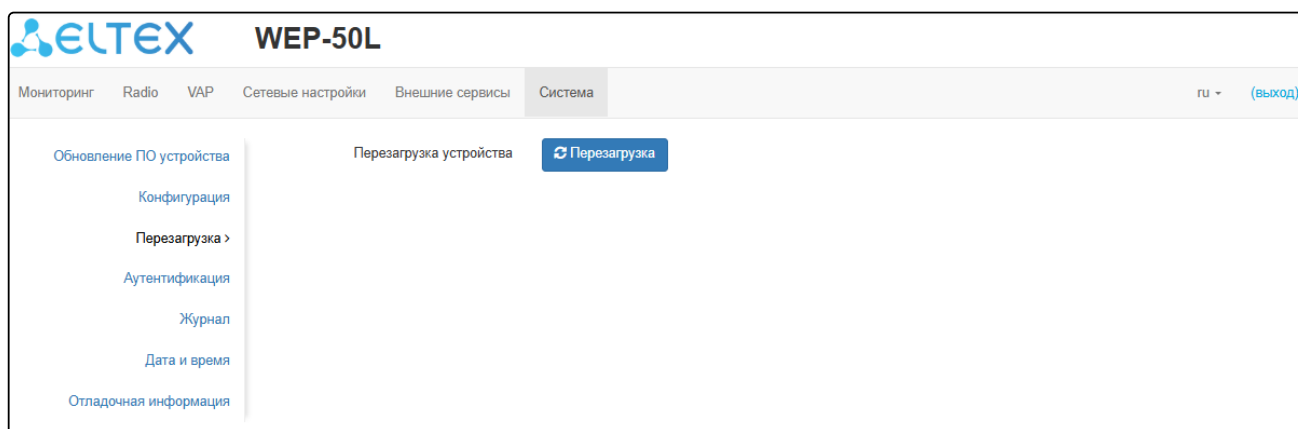 ELTEX WEP-50L
Мониторинг Radio VAP Сетевые настройки Внешние сервисы Система ru (выход)
Обновление ПО устройства Перезагрузка устройства Перезагрузка
Конфигурация
Перезагрузка >
Аутентификация
Журнал
Дата и время
Отладочная информация